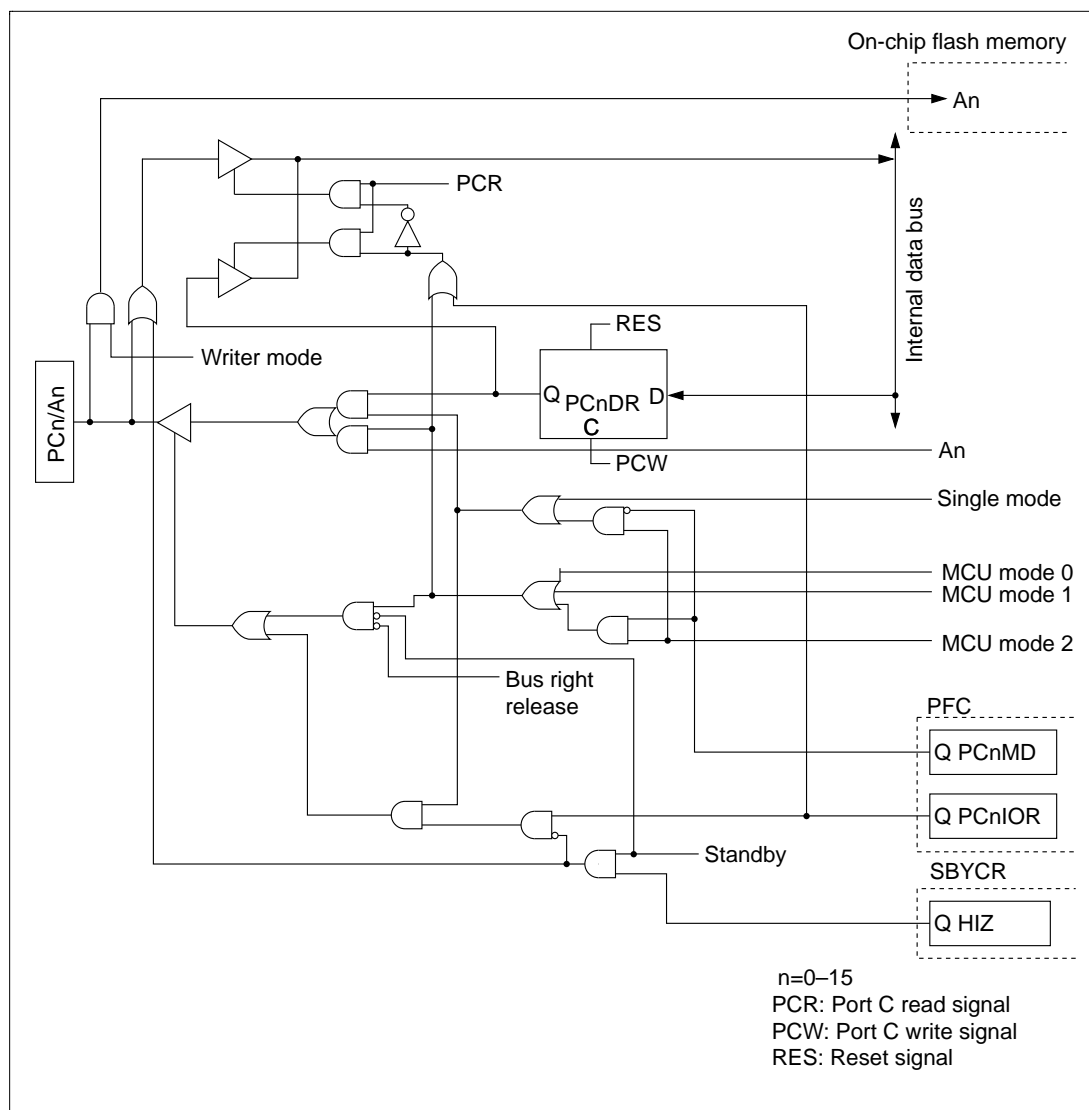 On-chip flash memory
An
PCR
Internal data bus
RES
Writer mode
Q
D
PCnDR
C
PCn/An
PCW
An
Single mode
MCU mode 0
MCU mode 1
MCU mode 2
Bus right
release
PFC
Q PCnMD
Q PCnIOR
Standby
SBYCR
Q HIZ
n=0–15
PCR: Port C read signal
PCW: Port C write signal
RES: Reset signal